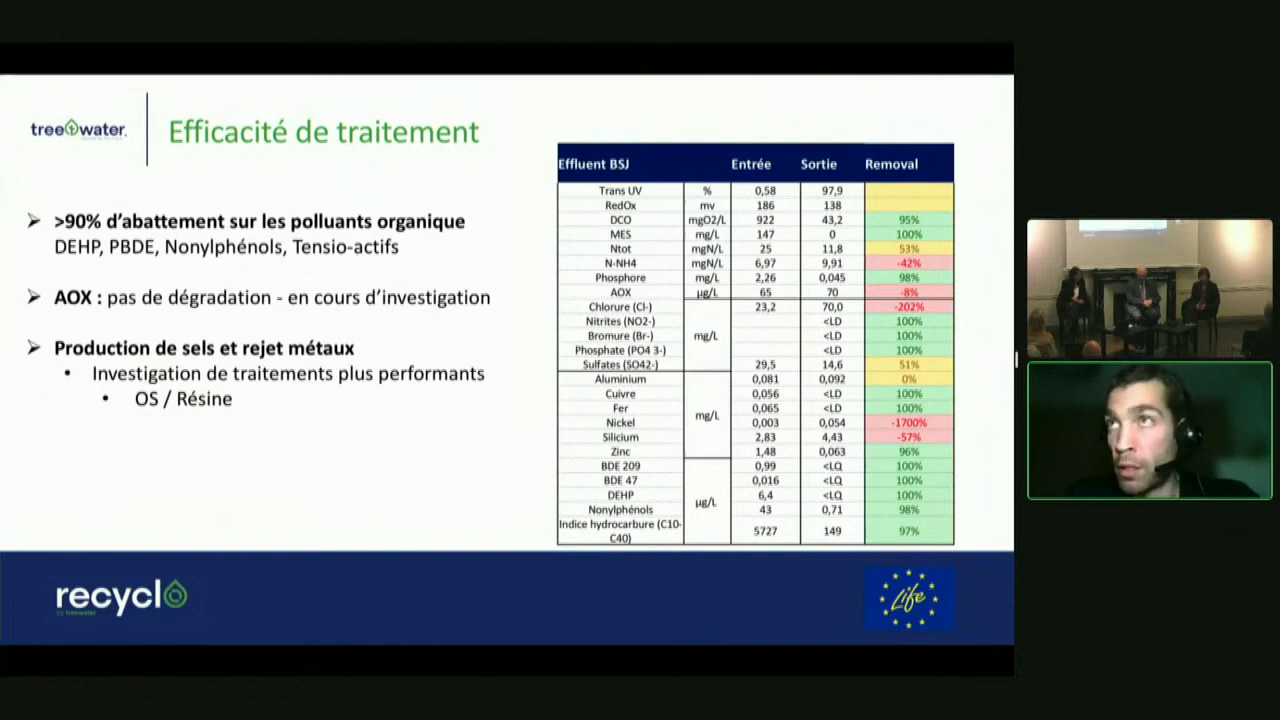 treewater.
Efficacité de traitement
>90% d'abattement sur les polluants organique
DEHP, PBDE, Nonylphénols, Tensio-actifs
AOX : pas de dégradation - en cours d'investigation
Production de sels et rejet métaux
Investigation de traitements plus performants
OS / Résine
Effluent BSJ Entrée Sortie Removal
Trans UV % 0,58 97,9
RedOx mv 186 138
DCO mgO2/L 922 43,2 95%
MES mg/L 147 0 100%
Ntot mgN/L 25 11,8 53%
N-NH4 mgN/L 6,97 9,91 -42%
Phosphore mg/L 2,26 0,045 98%
AOX µg/L 65 70 -8%
Chlorure (Cl-) 23,2 70,0 -202%
Nitrites (NO2-) <LD 100%
Bromure (Br-) mg/L <LD 100%
Phosphate (PO4 3-) <LD 100%
Sulfates (SO42-) 29,5 14,6 51%
Aluminium 0,081 0,092 0%
Cuivre 0,056 <LD 100%
Fer 0,065 <LD 100%
mg/L
Nickel 0,003 0,054 -1700%
Silicium 2,83 4,43 -57%
Zinc 1,48 0,063 96%
BDE 209 0,99 <LQ 100%
BDE 47 0,016 <LQ 100%
DEHP 6,4 <LQ 100%
µg/L
Nonylphénols 43 0,71 98%
Indice hydrocarbure (C10-
C40) 5727 149 97%
recyclo
by treewater
Life